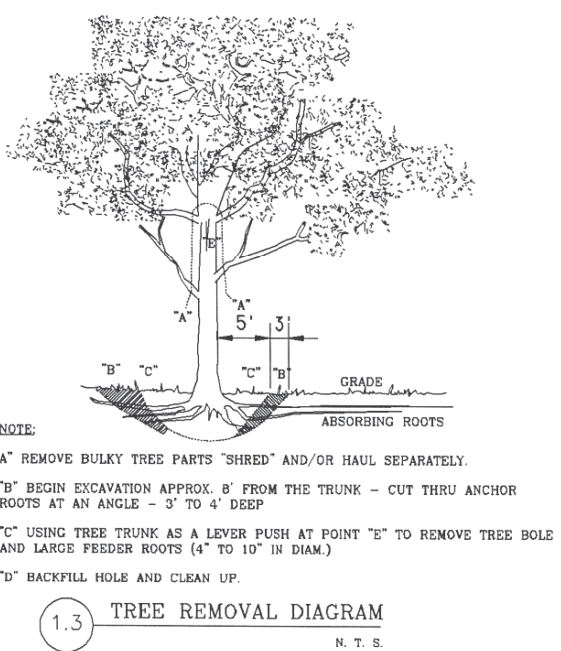 "E"
"A"
"A"
5'
3'
"B"
"C"
"C"
"B"
GRADE
ABSORBING ROOTS
NOTE:
A" REMOVE BULKY TREE PARTS "SHRED" AND/OR HAUL SEPARATELY.
"B" BEGIN EXCAVATION APPROX. 8' FROM THE TRUNK – CUT THRU ANCHOR
ROOTS AT AN ANGLE – 3' TO 4' DEEP
"C" USING TREE TRUNK AS A LEVER PUSH AT POINT "E" TO REMOVE TREE BOLE
AND LARGE FEEDER ROOTS (4" TO 10" IN DIAM.)
"D" BACKFILL HOLE AND CLEAN UP.
1.3
TREE REMOVAL DIAGRAM
N. T. S.